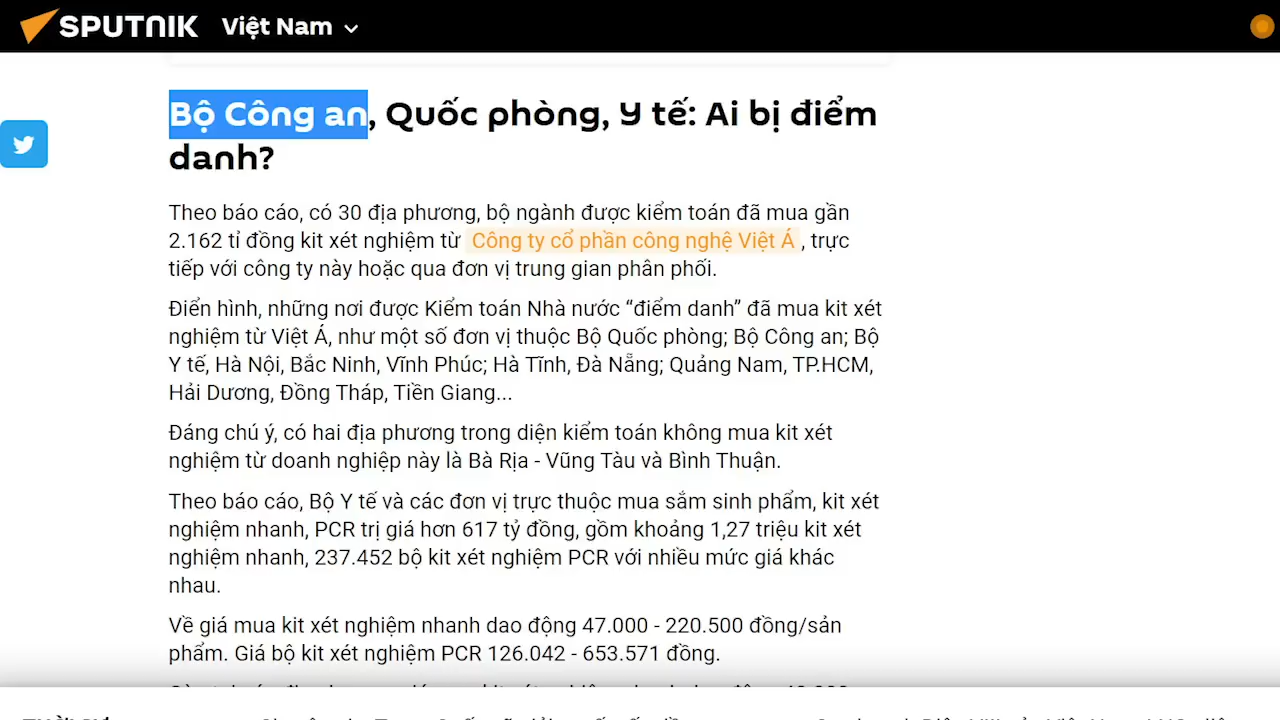 SPUTNIK Việt Nam
Bộ Công an, Quốc phòng, Y tế: Ai bị điểm
danh?
Theo báo cáo, có 30 địa phương, bộ ngành được kiểm toán đã mua gần
2.162 tỉ đồng kit xét nghiệm từ Công ty cổ phần công nghệ Việt Á, trực
tiếp với công ty này hoặc qua đơn vị trung gian phân phối.
Điển hình, những nơi được Kiểm toán Nhà nước “điểm danh” đã mua kit xét
nghiệm từ Việt Á, như một số đơn vị thuộc Bộ Quốc phòng; Bộ Công an; Bộ
Y tế, Hà Nội, Bắc Ninh, Vĩnh Phúc; Hà Tĩnh, Đà Nẵng; Quảng Nam, TP.HCM,
Hải Dương, Đồng Tháp, Tiền Giang...
Đáng chú ý, có hai địa phương trong diện kiểm toán không mua kit xét
nghiệm từ doanh nghiệp này là Bà Rịa - Vũng Tàu và Bình Thuận.
Theo báo cáo, Bộ Y tế và các đơn vị trực thuộc mua sắm sinh phẩm, kit xét
nghiệm nhanh, PCR trị giá hơn 617 tỷ đồng, gồm khoảng 1,27 triệu kit xét
nghiệm nhanh, 237.452 bộ kit xét nghiệm PCR với nhiều mức giá khác
nhau.
Về giá mua kit xét nghiệm nhanh dao động 47.000 - 220.500 đồng/sản
phẩm. Giá bộ kit xét nghiệm PCR 126.042 - 653.571 đồng.